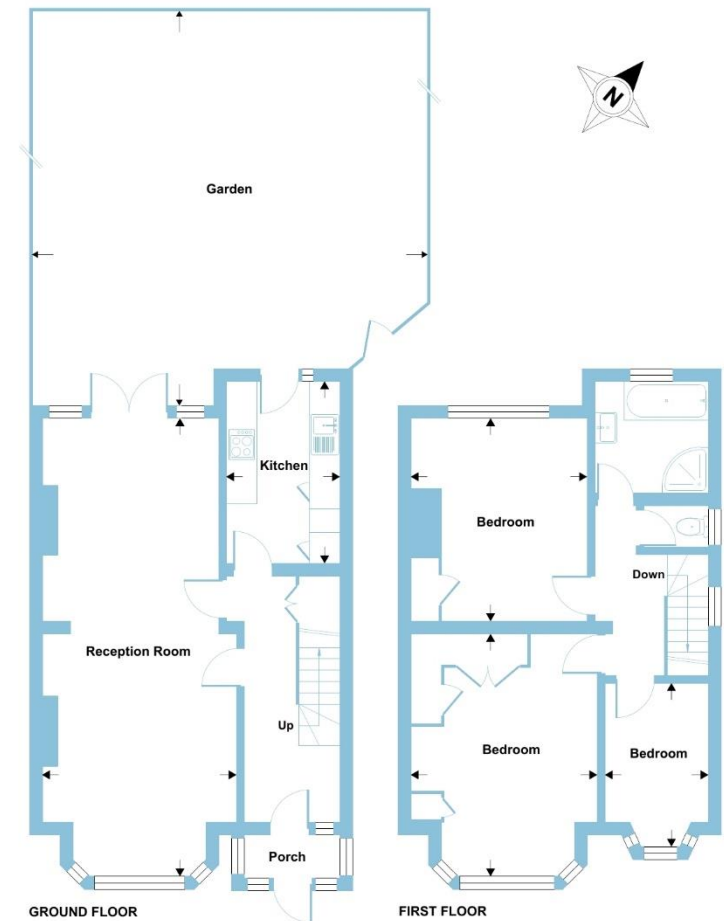 N
Garden
Kitchen
Bedroom
Down
Reception Room
Up
Bedroom
Bedroom
Porch
GROUND FLOOR
FIRST FLOOR